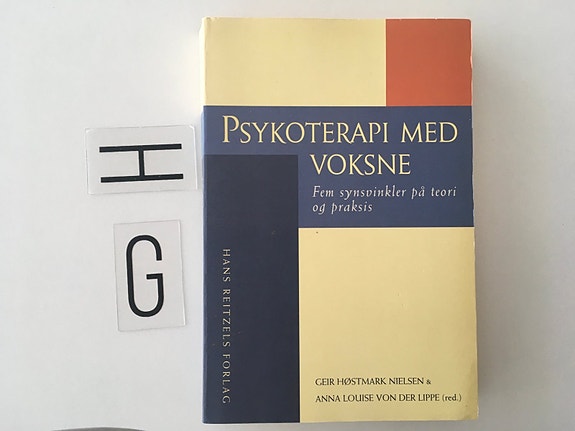 H
G
PSYKOTERAPI MED
VOKSNE
Fem synsvinkler på teori
og praksis
HANS REITZELS FORLAG
GEIR HØSTMARK NIELSEN &
ANNA LOUISE VON DER LIPPE (red.)